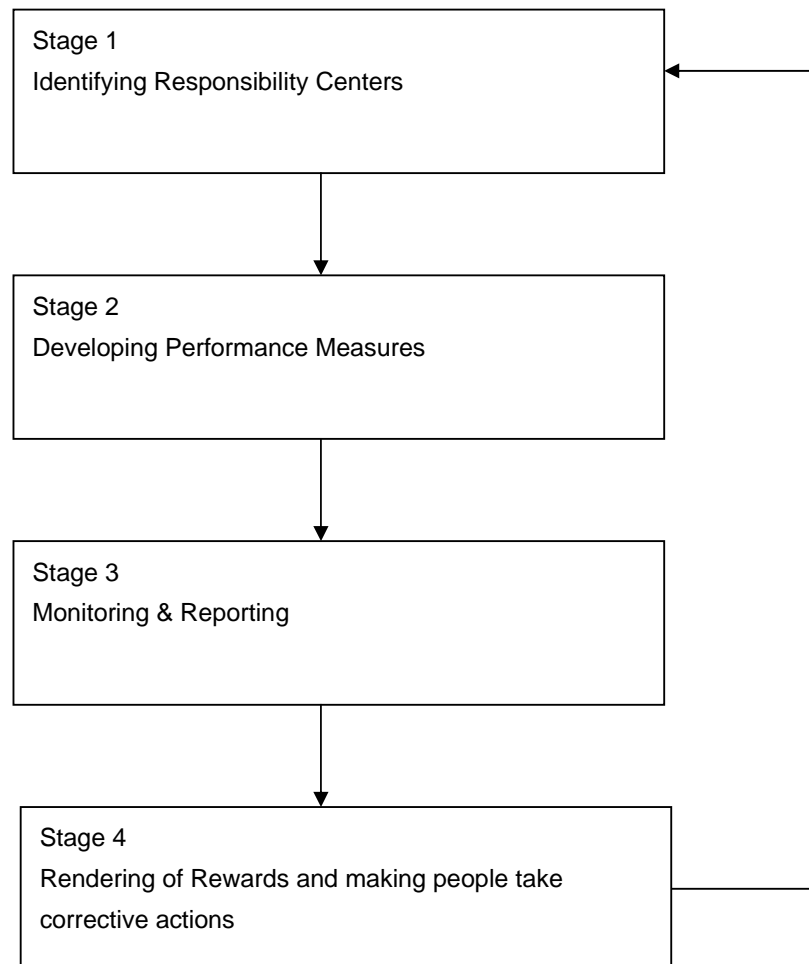 Stage 1
Identifying Responsibility Centers
Stage 2
Developing Performance Measures
Stage 3
Monitoring & Reporting
Stage 4
Rendering of Rewards and making people take
corrective actions